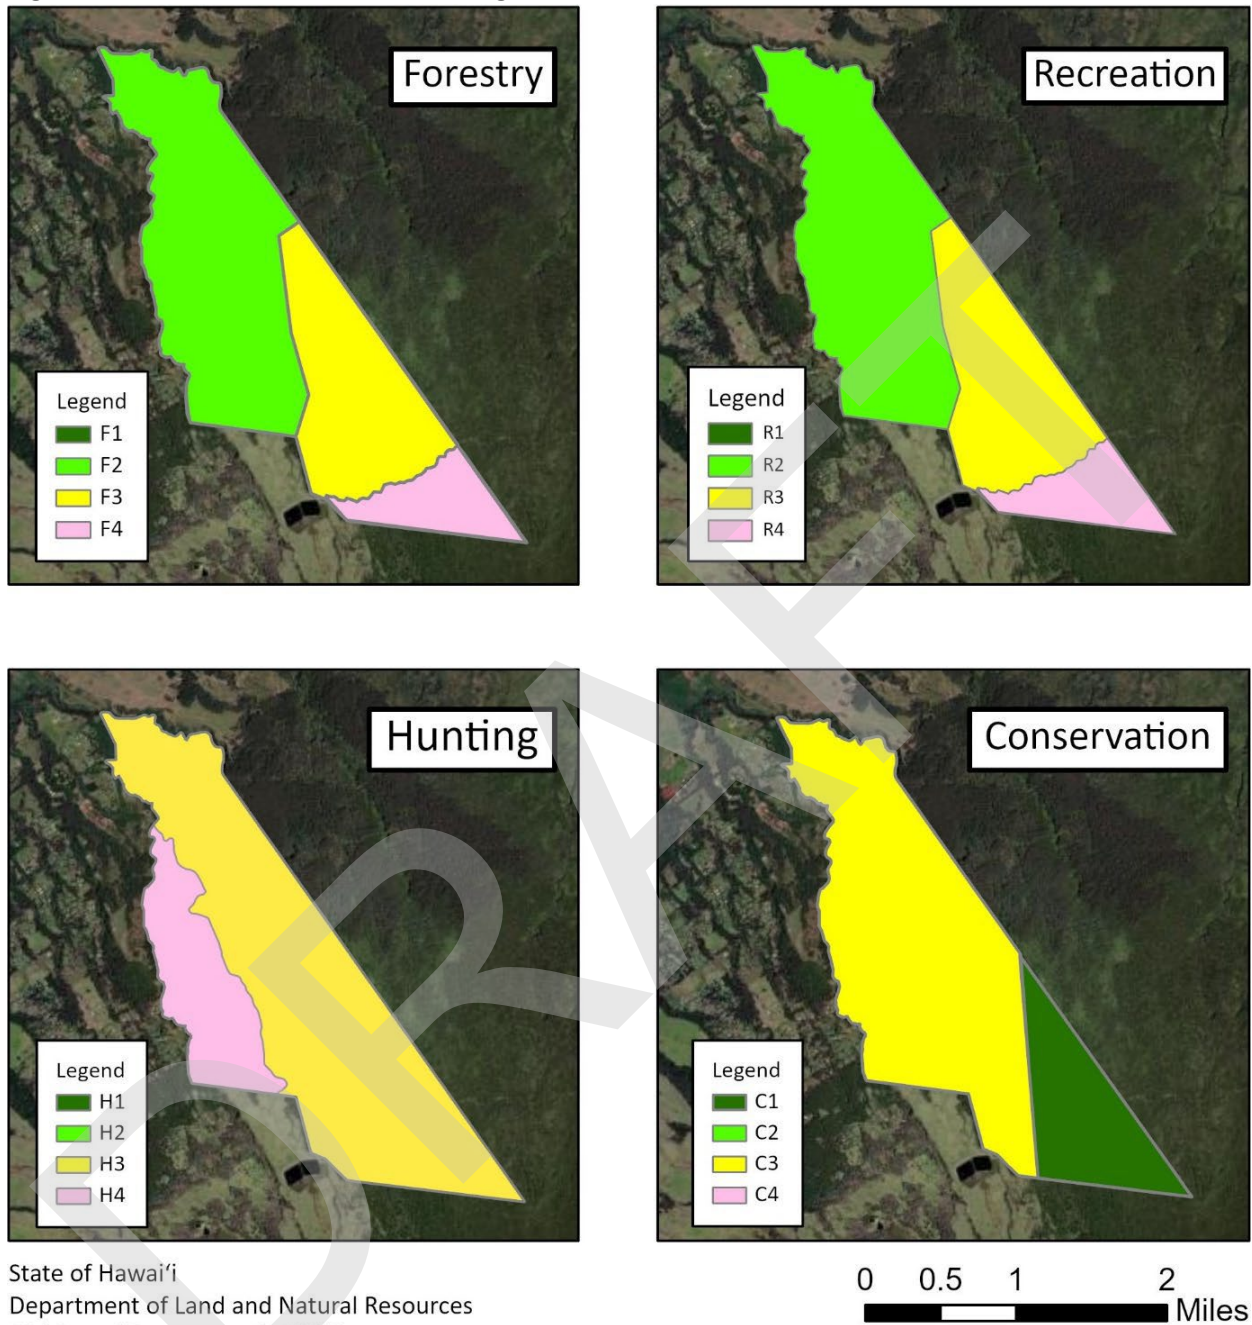 Forestry
Legend
F1
F2
F3
F4
Recreation
Legend
R1
R2
R3
R4
Hunting
Legend
H1
H2
H3
H4
Conservation
Legend
C1
C2
C3
C4
DRAFT
State of Hawaiʻi
Department of Land and Natural Resources
0 0.5 1 2
Miles